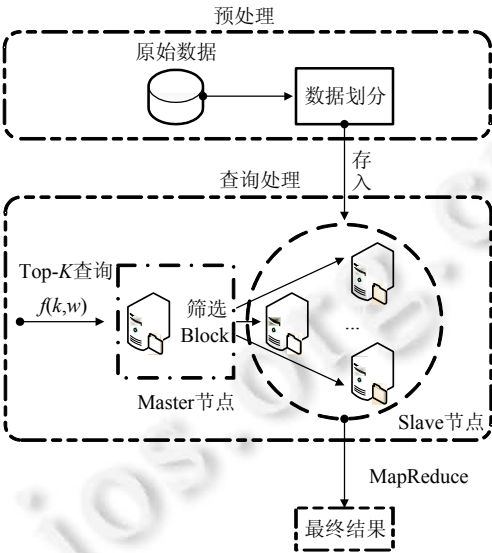 预处理
原始数据
数据划分
存入
查询处理
Top-K查询
f(k,w)
筛选
Block
...
Master节点
Slave节点
MapReduce
最终结果